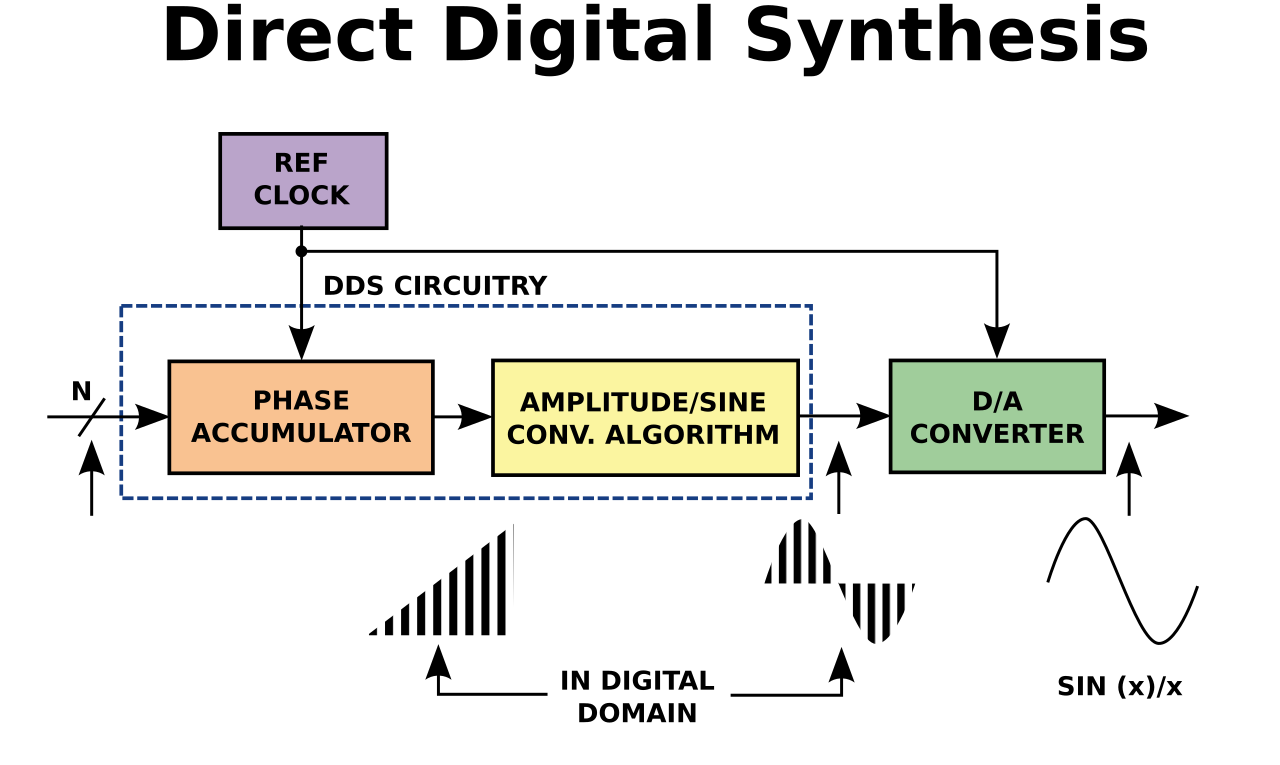 Direct Digital Synthesis
REF
CLOCK
DDS CIRCUITRY
N
PHASE
ACCUMULATOR
AMPLITUDE/SINE
CONV. ALGORITHM
D/A
CONVERTER
IN DIGITAL
DOMAIN
SIN (x)/x